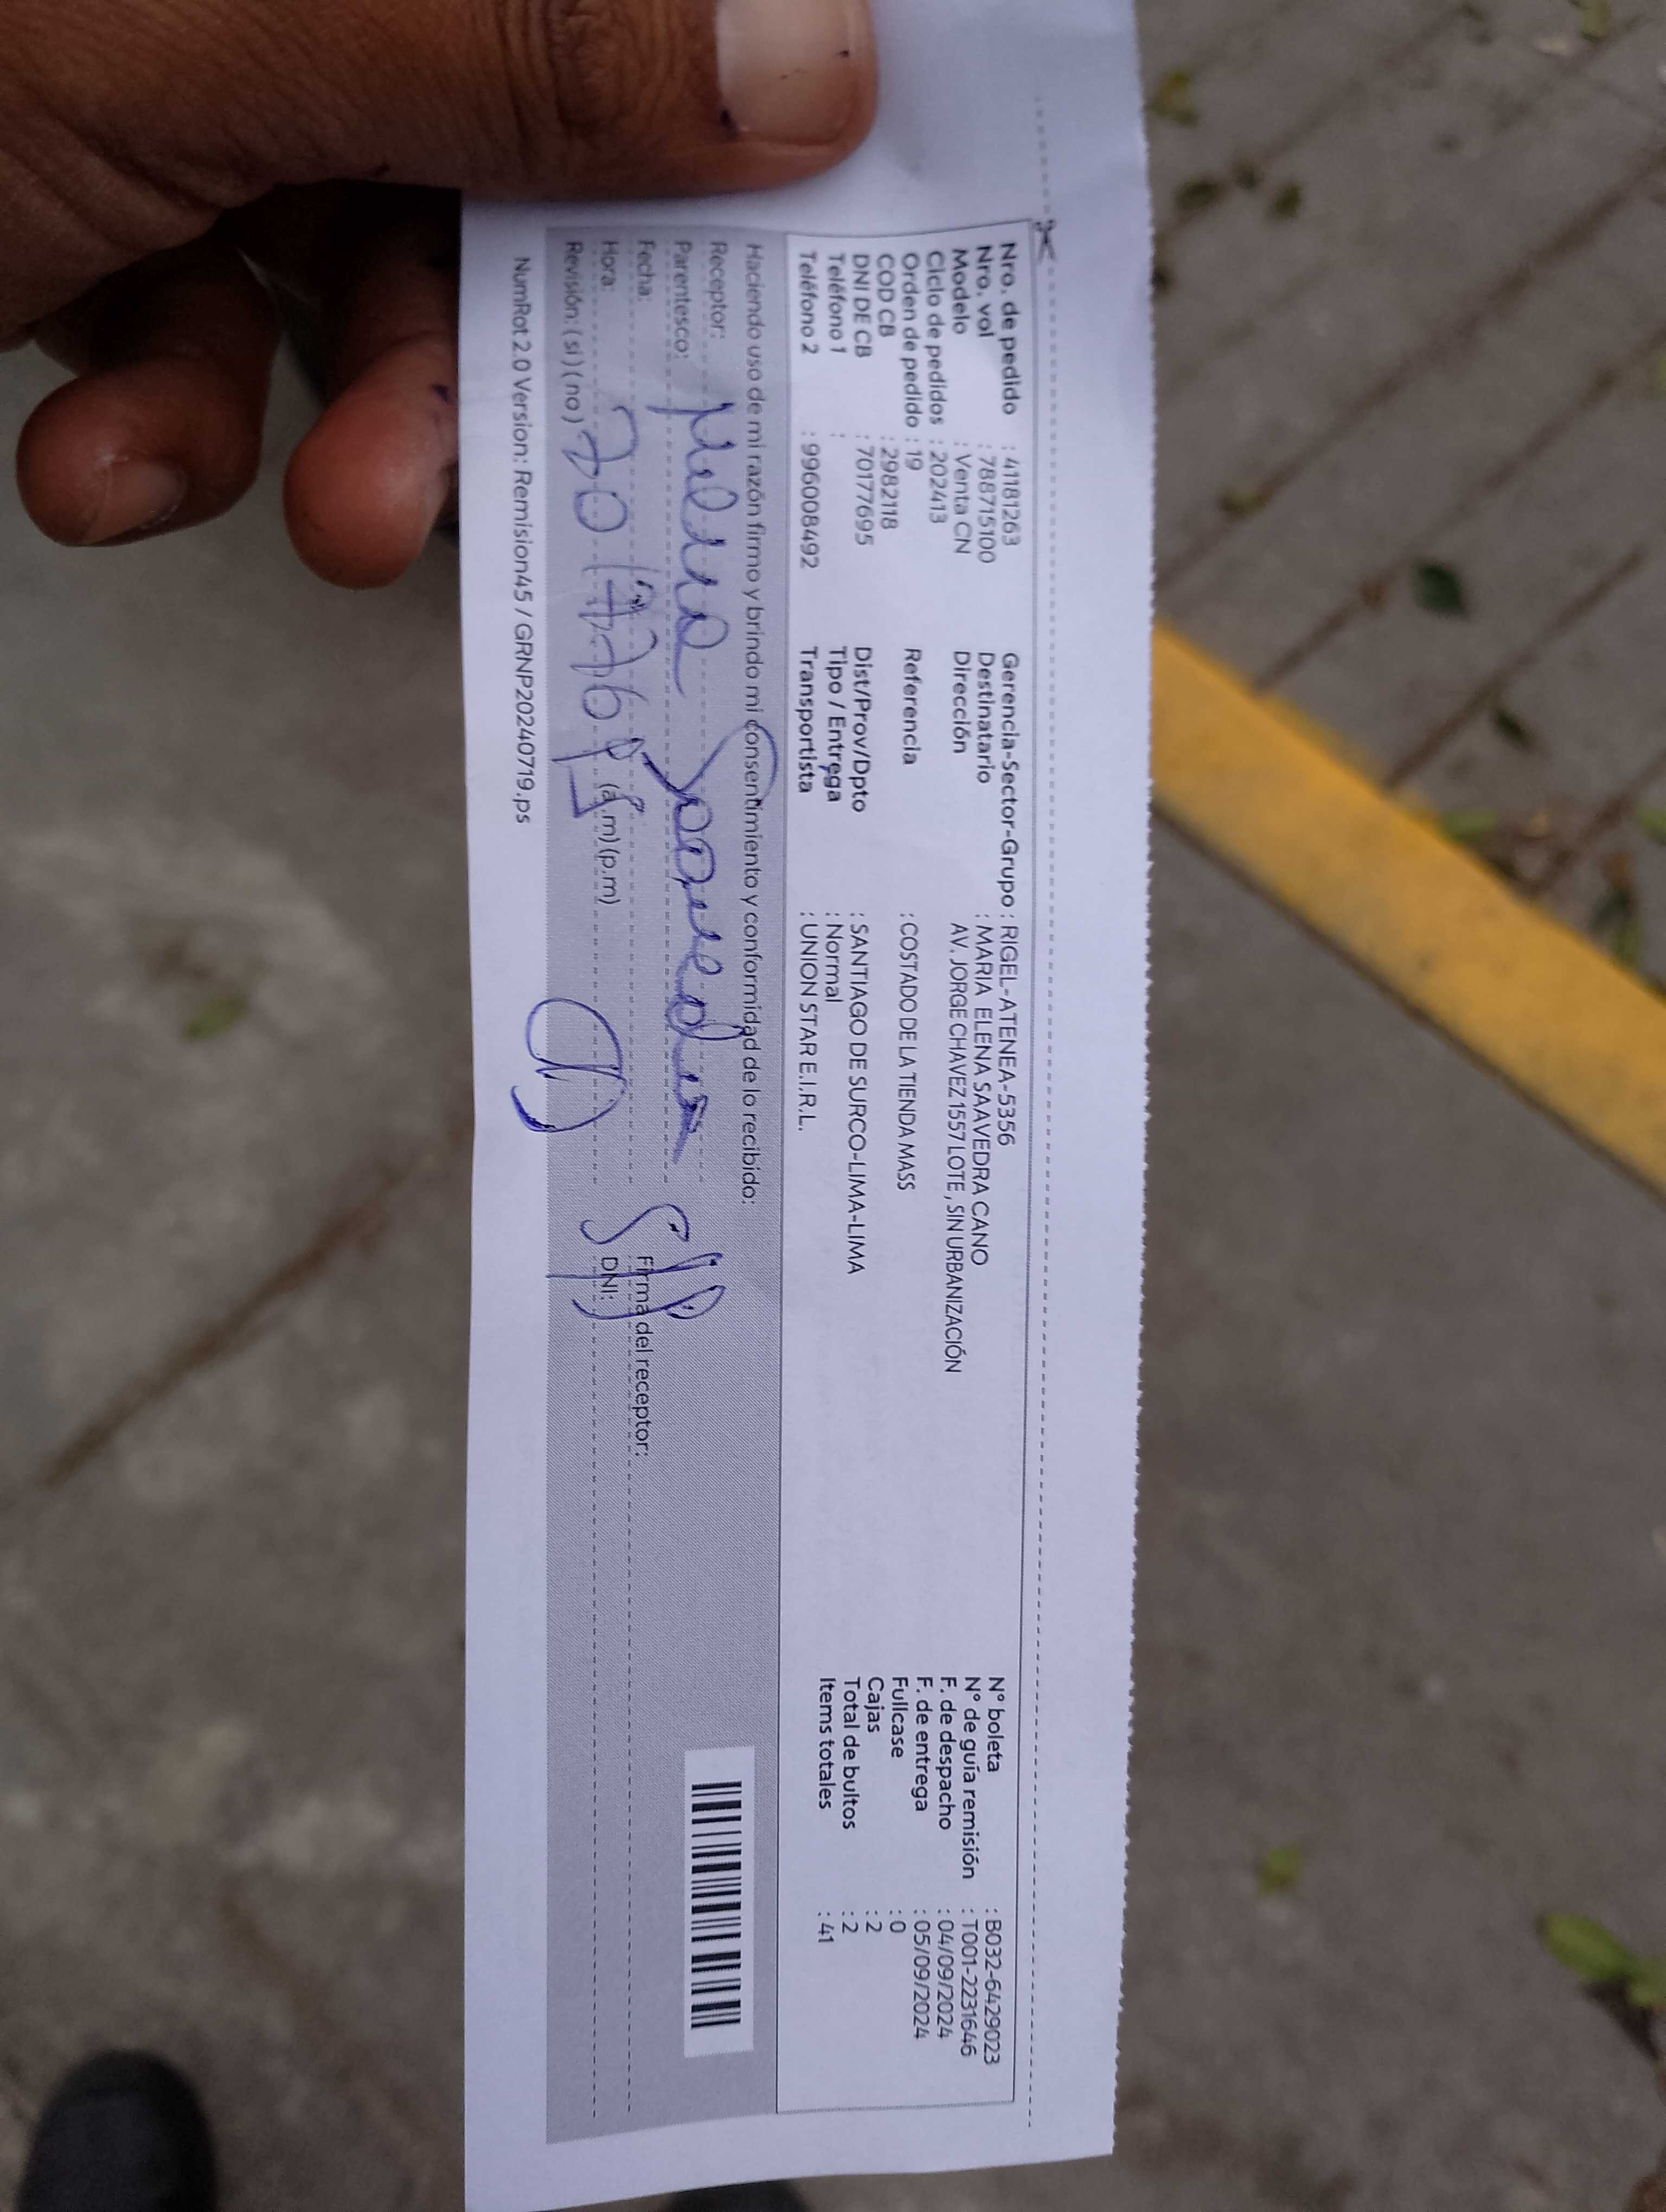 Nro. de pedido : 41181263
Nro. vol : 788715100
Modelo : Venta CN
Ciclo de pedidos : 202413
Orden de pedido : 19
COD CB : 2982118
DNI DE CB : 70177695
Teléfono 1 :
Teléfono 2 : 996008492
Gerencia-Sector-Grupo : RIGEL-ATENEA-5356
Destinatario : MARIA ELENA SAAVEDRA CANO
Dirección AV. JORGE CHAVEZ 1557 LOTE , SIN URBANIZACIÓN
Referencia : COSTADO DE LA TIENDA MASS
Dist/Prov/Dpto : SANTIAGO DE SURCO-LIMA-LIMA
Tipo / Entrega : Normal
Transportista : UNION STAR E.I.R.L.
N° boleta : B032-6429023
N° de guía remisión : T001-2231646
F. de despacho : 04/09/2024
F. de entrega : 05/09/2024
Fullcase : 0
Cajas : 2
Total de bultos : 2
Items totales : 41
Haciendo uso de mi razón firmo y brindo mi consentimiento y conformidad de lo recibido:
Receptor:
Parentesco:
Fecha:
Hora: (a.m) (p.m)
Revisión: ( si ) ( no )
Firma del receptor:
DNI:
NumRot 2.0 Version: Remision45 / GRNP20240719.ps